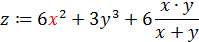 z ≔ 6x² + 3y³ + 6 (x · y)/(x + y)